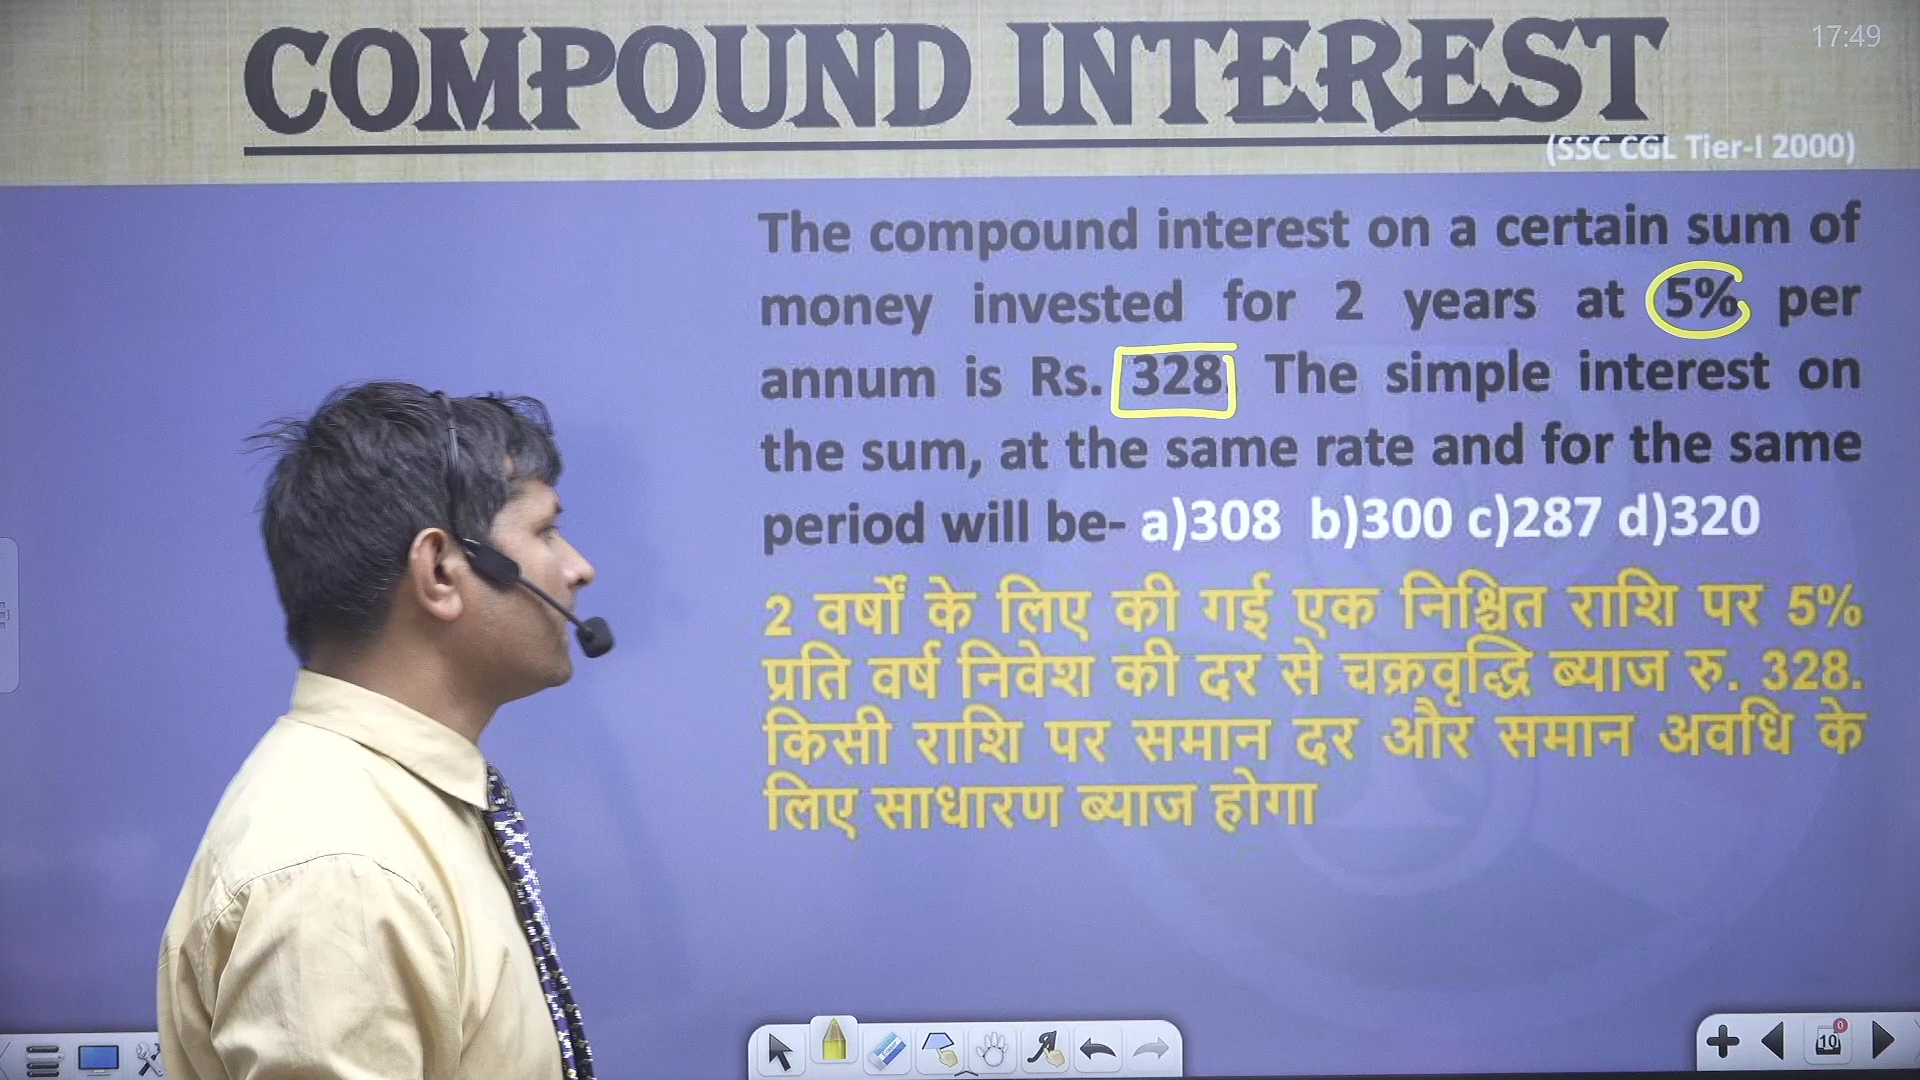 COMPOUND INTEREST
17:49
(SSC CGL Tier-I 2000)
The compound interest on a certain sum of
money invested for 2 years at 5% per
annum is Rs. 328. The simple interest on
the sum, at the same rate and for the same
period will be- a)308 b)300 c)287 d)320
2 वर्षों के लिए की गई एक निश्चित राशि पर 5%
प्रति वर्ष निवेश की दर से चक्रवृद्धि ब्याज रु. 328.
किसी राशि पर समान दर और समान अवधि के
लिए साधारण ब्याज होगा
10
0